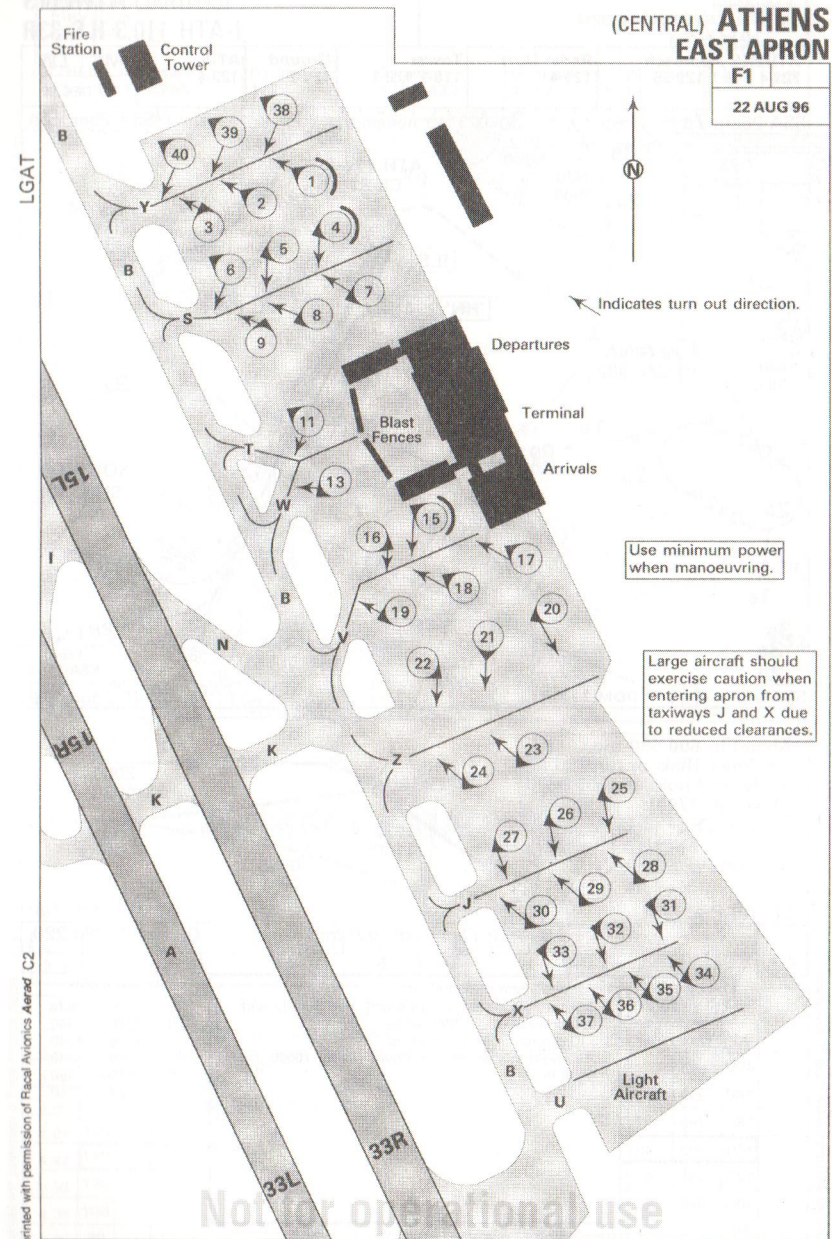 (CENTRAL) ATHENS
EAST APRON
F1
22 AUG 96
LGAT
Fire
Station
Control
Tower
B
38
39
40
1
2
3
Y
4
5
6
7
8
9
B
S
N
Indicates turn out direction.
Departures
Terminal
Arrivals
Blast
Fences
11
T
13
W
15L
15
16
17
18
19
Use minimum power
when manoeuvring.
I
B
N
V
20
21
22
Large aircraft should
exercise caution when
entering apron from
taxiways J and X due
to reduced clearances.
15R
K
Z
23
24
K
25
26
27
28
29
30
J
31
32
33
34
35
36
37
X
A
B
U
Light
Aircraft
33R
33L
rinted with permission of Racal Avionics Aerad C2
Not for operational use